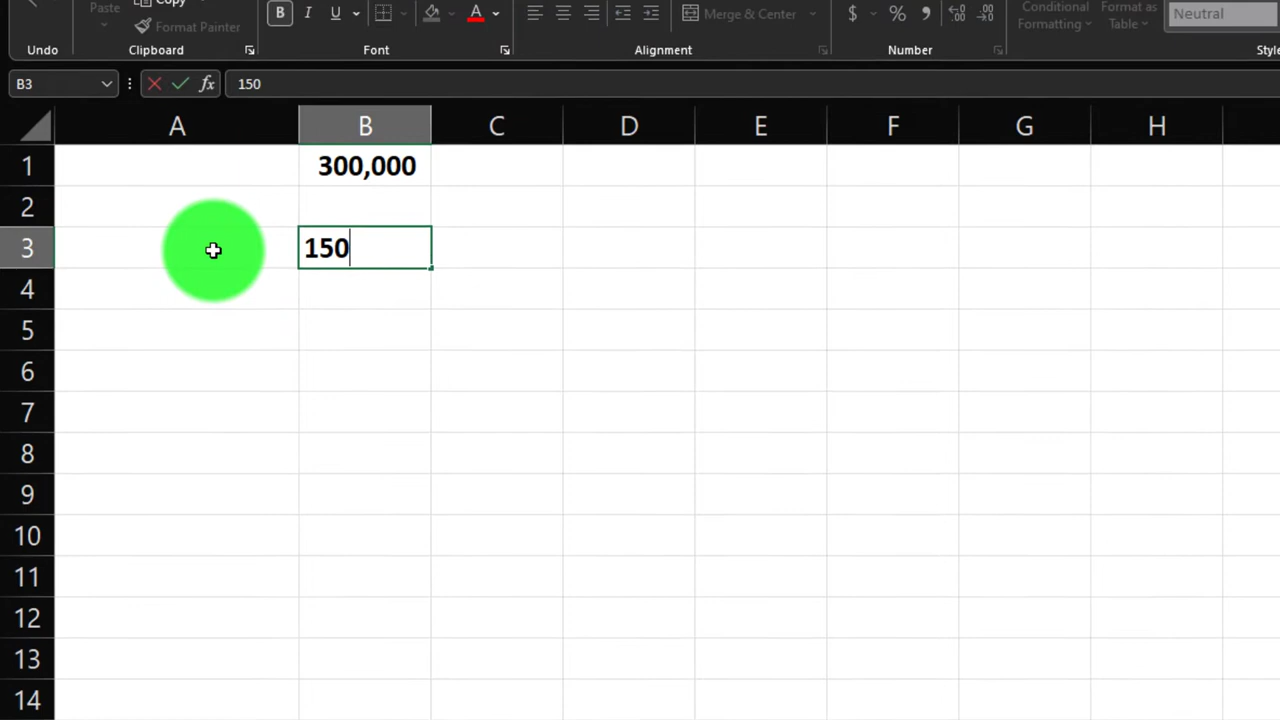 Copy
Paste
Format Painter
B I U A Merge & Center $ % Conditional Formatting Format as Table Neutral
Undo Clipboard Font Alignment Number Style
B3 fx 150
A B C D E F G H
1 300,000
2
3 150
4
5
6
7
8
9
10
11
12
13
14